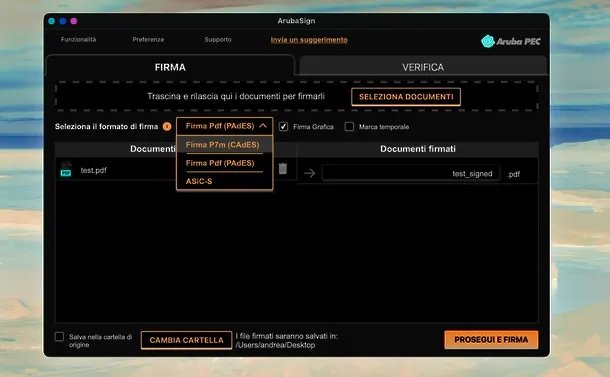 ArubaSign
Funzionalità Preferenze Supporto Invia un suggerimento Aruba PEC
FIRMA VERIFICA
Trascina e rilascia qui i documenti per firmarli SELEZIONA DOCUMENTI
Seleziona il formato di firma Firma Pdf (PAdES) Firma Grafica Marca temporale
Documenti Documenti firmati
Firma P7m (CAdES)
Firma Pdf (PAdES)
ASiC-S
PDF test.pdf test_signed .pdf
Salva nella cartella di
origine
CAMBIA CARTELLA
I file firmati saranno salvati in:
/Users/andrea/Desktop
PROSEGUI E FIRMA